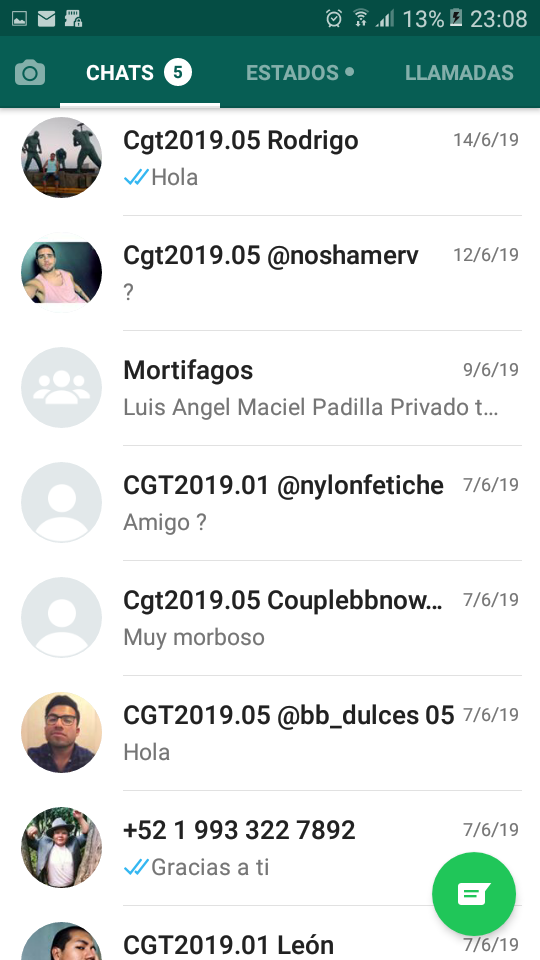 13% 23:08
CHATS 5 ESTADOS LLAMADAS
Cgt2019.05 Rodrigo 14/6/19
Hola
Cgt2019.05 @noshamerv 12/6/19
?
Mortifagos 9/6/19
Luis Angel Maciel Padilla Privado t...
CGT2019.01 @nylonfetiche 7/6/19
Amigo ?
Cgt2019.05 Couplebbnow... 7/6/19
Muy morboso
CGT2019.05 @bb_dulces 05 7/6/19
Hola
+52 1 993 322 7892 7/6/19
Gracias a ti
CGT2019.01 León 7/6/19